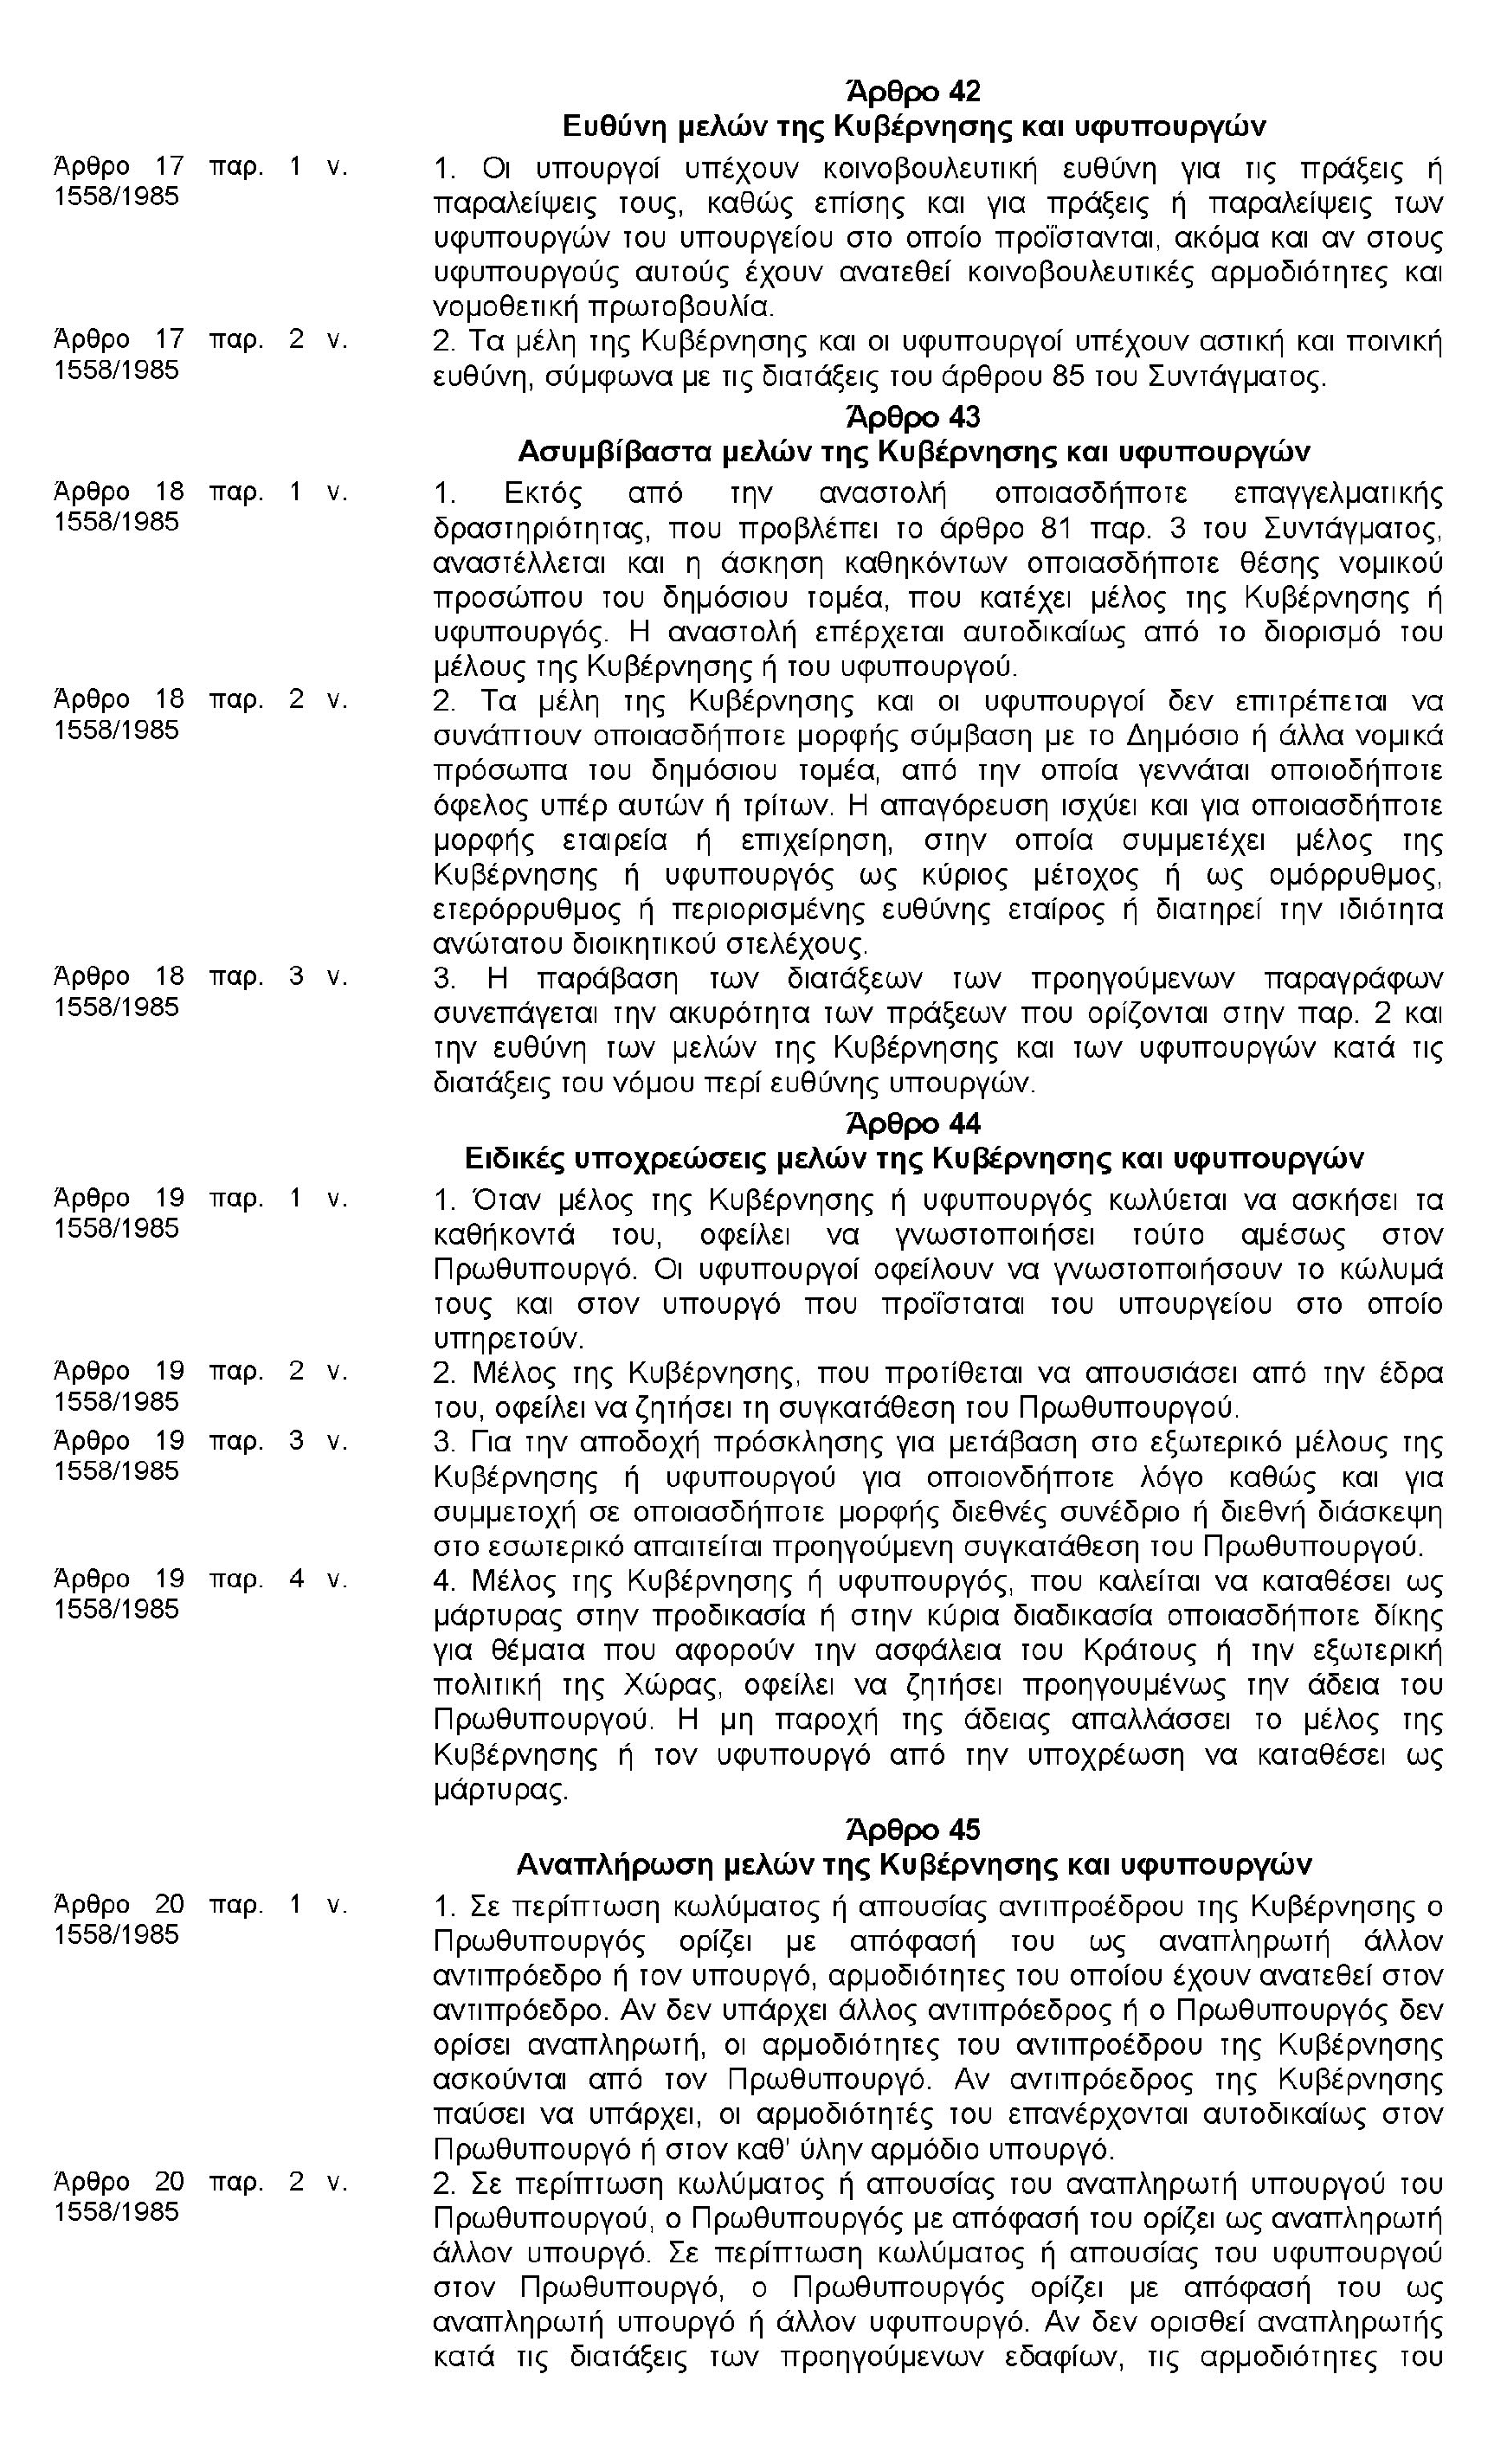 Άρθρο 42
Ευθύνη μελών της Κυβέρνησης και υφυπουργών
Άρθρο 17 παρ. 1 ν.
1558/1985
1. Οι υπουργοί υπέχουν κοινοβουλευτική ευθύνη για τις πράξεις ή
παραλείψεις τους, καθώς επίσης και για πράξεις ή παραλείψεις των
υφυπουργών του υπουργείου στο οποίο προΐστανται, ακόμα και αν στους
υφυπουργούς αυτούς έχουν ανατεθεί κοινοβουλευτικές αρμοδιότητες και
νομοθετική πρωτοβουλία.
Άρθρο 17 παρ. 2 ν.
1558/1985
2. Τα μέλη της Κυβέρνησης και οι υφυπουργοί υπέχουν αστική και ποινική
ευθύνη, σύμφωνα με τις διατάξεις του άρθρου 85 του Συντάγματος.
Άρθρο 43
Ασυμβίβαστα μελών της Κυβέρνησης και υφυπουργών
Άρθρο 18 παρ. 1 ν.
1558/1985
1. Εκτός από την αναστολή οποιασδήποτε επαγγελματικής
δραστηριότητας, που προβλέπει το άρθρο 81 παρ. 3 του Συντάγματος,
αναστέλλεται και η άσκηση καθηκόντων οποιασδήποτε θέσης νομικού
προσώπου του δημόσιου τομέα, που κατέχει μέλος της Κυβέρνησης ή
υφυπουργός. Η αναστολή επέρχεται αυτοδικαίως από το διορισμό του
μέλους της Κυβέρνησης ή του υφυπουργού.
Άρθρο 18 παρ. 2 ν.
1558/1985
2. Τα μέλη της Κυβέρνησης και οι υφυπουργοί δεν επιτρέπεται να
συνάπτουν οποιασδήποτε μορφής σύμβαση με το Δημόσιο ή άλλα νομικά
πρόσωπα του δημόσιου τομέα, από την οποία γεννάται οποιοδήποτε
όφελος υπέρ αυτών ή τρίτων. Η απαγόρευση ισχύει και για οποιασδήποτε
μορφής εταιρεία ή επιχείρηση, στην οποία συμμετέχει μέλος της
Κυβέρνησης ή υφυπουργός ως κύριος μέτοχος ή ως ομόρρυθμος,
ετερόρρυθμος ή περιορισμένης ευθύνης εταίρος ή διατηρεί την ιδιότητα
ανώτατου διοικητικού στελέχους.
Άρθρο 18 παρ. 3 ν.
1558/1985
3. Η παράβαση των διατάξεων των προηγούμενων παραγράφων
συνεπάγεται την ακυρότητα των πράξεων που ορίζονται στην παρ. 2 και
την ευθύνη των μελών της Κυβέρνησης και των υφυπουργών κατά τις
διατάξεις του νόμου περί ευθύνης υπουργών.
Άρθρο 44
Ειδικές υποχρεώσεις μελών της Κυβέρνησης και υφυπουργών
Άρθρο 19 παρ. 1 ν.
1558/1985
1. Όταν μέλος της Κυβέρνησης ή υφυπουργός κωλύεται να ασκήσει τα
καθήκοντά του, οφείλει να γνωστοποιήσει τούτο αμέσως στον
Πρωθυπουργό. Οι υφυπουργοί οφείλουν να γνωστοποιήσουν το κώλυμά
τους και στον υπουργό που προΐσταται του υπουργείου στο οποίο
υπηρετούν.
Άρθρο 19 παρ. 2 ν.
1558/1985
2. Μέλος της Κυβέρνησης, που προτίθεται να απουσιάσει από την έδρα
του, οφείλει να ζητήσει τη συγκατάθεση του Πρωθυπουργού.
Άρθρο 19 παρ. 3 ν.
1558/1985
3. Για την αποδοχή πρόσκλησης για μετάβαση στο εξωτερικό μέλους της
Κυβέρνησης ή υφυπουργού για οποιονδήποτε λόγο καθώς και για
συμμετοχή σε οποιασδήποτε μορφής διεθνές συνέδριο ή διεθνή διάσκεψη
στο εσωτερικό απαιτείται προηγούμενη συγκατάθεση του Πρωθυπουργού.
Άρθρο 19 παρ. 4 ν.
1558/1985
4. Μέλος της Κυβέρνησης ή υφυπουργός, που καλείται να καταθέσει ως
μάρτυρας στην προδικασία ή στην κύρια διαδικασία οποιασδήποτε δίκης
για θέματα που αφορούν την ασφάλεια του Κράτους ή την εξωτερική
πολιτική της Χώρας, οφείλει να ζητήσει προηγουμένως την άδεια του
Πρωθυπουργού. Η μη παροχή της άδειας απαλλάσσει το μέλος της
Κυβέρνησης ή τον υφυπουργό από την υποχρέωση να καταθέσει ως
μάρτυρας.
Άρθρο 45
Αναπλήρωση μελών της Κυβέρνησης και υφυπουργών
Άρθρο 20 παρ. 1 ν.
1558/1985
1. Σε περίπτωση κωλύματος ή απουσίας αντιπροέδρου της Κυβέρνησης ο
Πρωθυπουργός ορίζει με απόφασή του ως αναπληρωτή άλλον
αντιπρόεδρο ή τον υπουργό, αρμοδιότητες του οποίου έχουν ανατεθεί στον
αντιπρόεδρο. Αν δεν υπάρχει άλλος αντιπρόεδρος ή ο Πρωθυπουργός δεν
ορίσει αναπληρωτή, οι αρμοδιότητες του αντιπροέδρου της Κυβέρνησης
ασκούνται από τον Πρωθυπουργό. Αν αντιπρόεδρος της Κυβέρνησης
παύσει να υπάρχει, οι αρμοδιότητές του επανέρχονται αυτοδικαίως στον
Πρωθυπουργό ή στον καθ' ύλην αρμόδιο υπουργό.
Άρθρο 20 παρ. 2 ν.
1558/1985
2. Σε περίπτωση κωλύματος ή απουσίας του αναπληρωτή υπουργού του
Πρωθυπουργού, ο Πρωθυπουργός με απόφασή του ορίζει ως αναπληρωτή
άλλον υπουργό. Σε περίπτωση κωλύματος ή απουσίας του υφυπουργού
στον Πρωθυπουργό, ο Πρωθυπουργός ορίζει με απόφασή του ως
αναπληρωτή υπουργό ή άλλον υφυπουργό. Αν δεν ορισθεί αναπληρωτής
κατά τις διατάξεις των προηγούμενων εδαφίων, τις αρμοδιότητες του